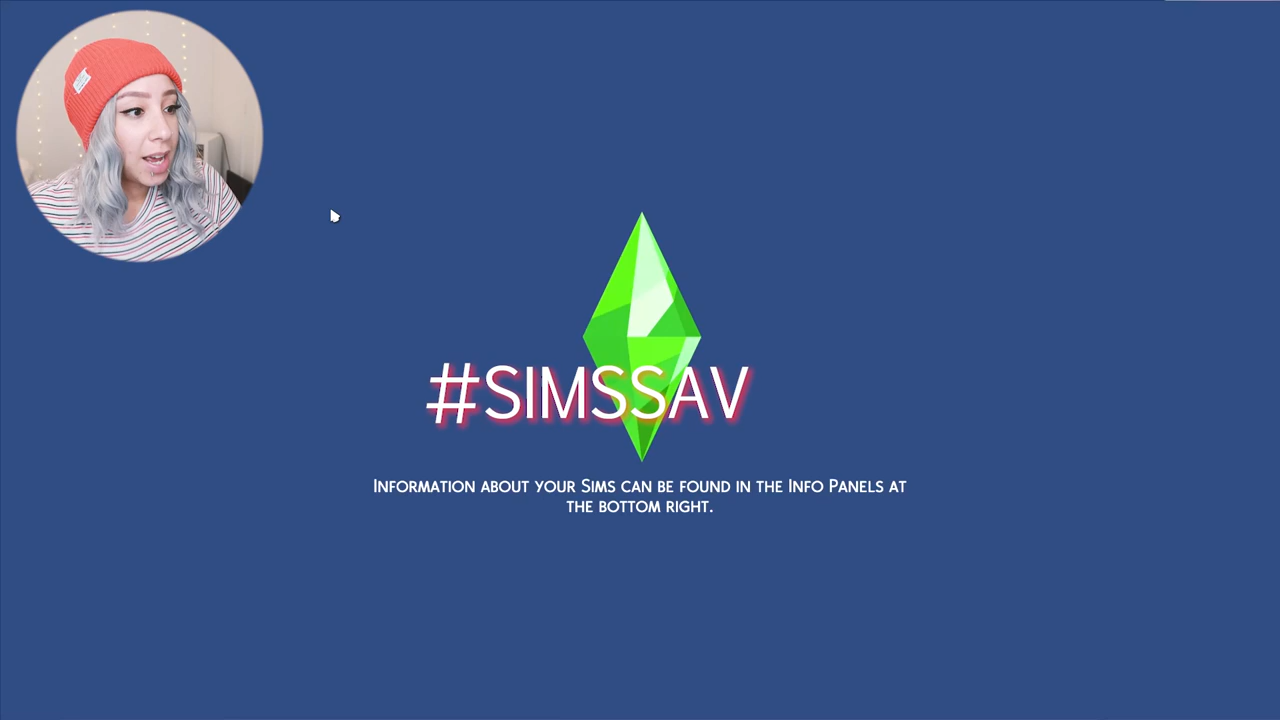 #SIMSSAV
INFORMATION ABOUT YOUR SIMS CAN BE FOUND IN THE INFO PANELS AT
THE BOTTOM RIGHT.